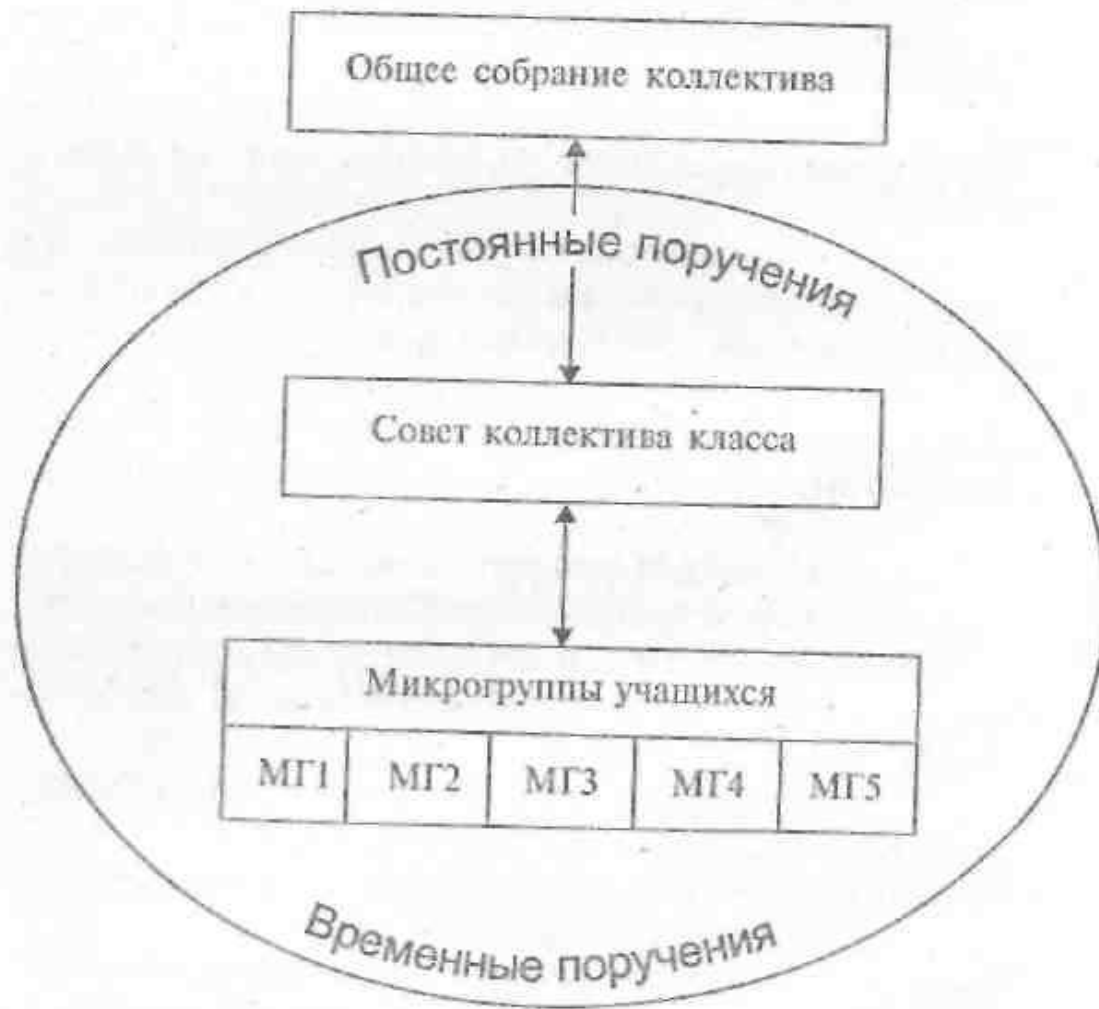 Общее собрание коллектива
Постоянные поручения
Совет коллектива класса
Микрогруппы учащихся
МГ1 МГ2 МГ3 МГ4 МГ5
Временные поручения